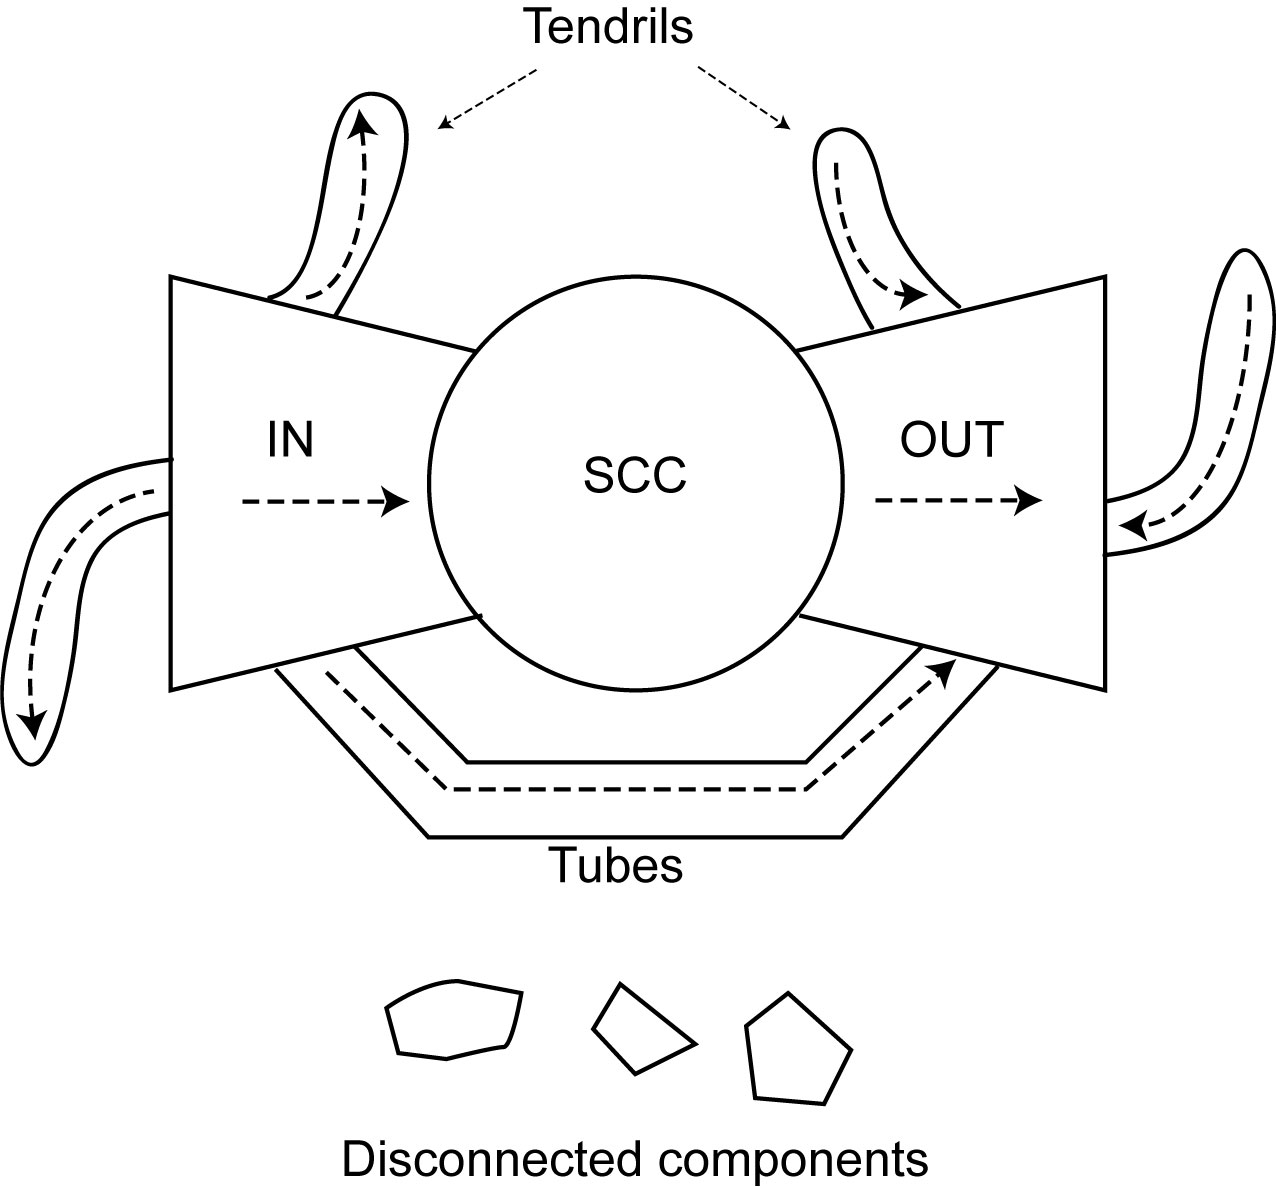 Tendrils
IN
SCC
OUT
Tubes
Disconnected components